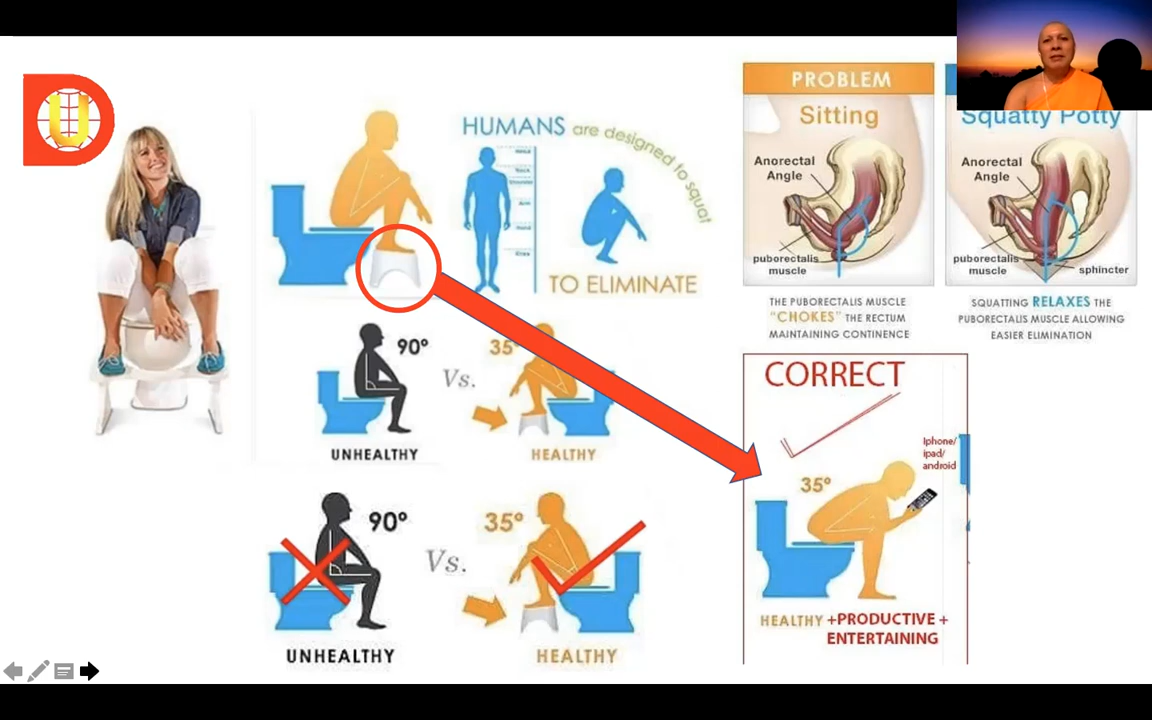 U
HUMANS are designed to squat
TO ELIMINATE
90°
Vs.
35°
UNHEALTHY
HEALTHY
90°
Vs.
35°
UNHEALTHY
HEALTHY
PROBLEM
Sitting
Anorectal
Angle
puborectalis
muscle
THE PUBORECTALIS MUSCLE
"CHOKES" THE RECTUM
MAINTAINING CONTINENCE
Squatty Potty
Anorectal
Angle
puborectalis
muscle
sphincter
SQUATTING RELAXES THE
PUBORECTALIS MUSCLE ALLOWING
EASIER ELIMINATION
CORRECT
Iphone/
ipad/
android
35°
HEALTHY +PRODUCTIVE +
ENTERTAINING